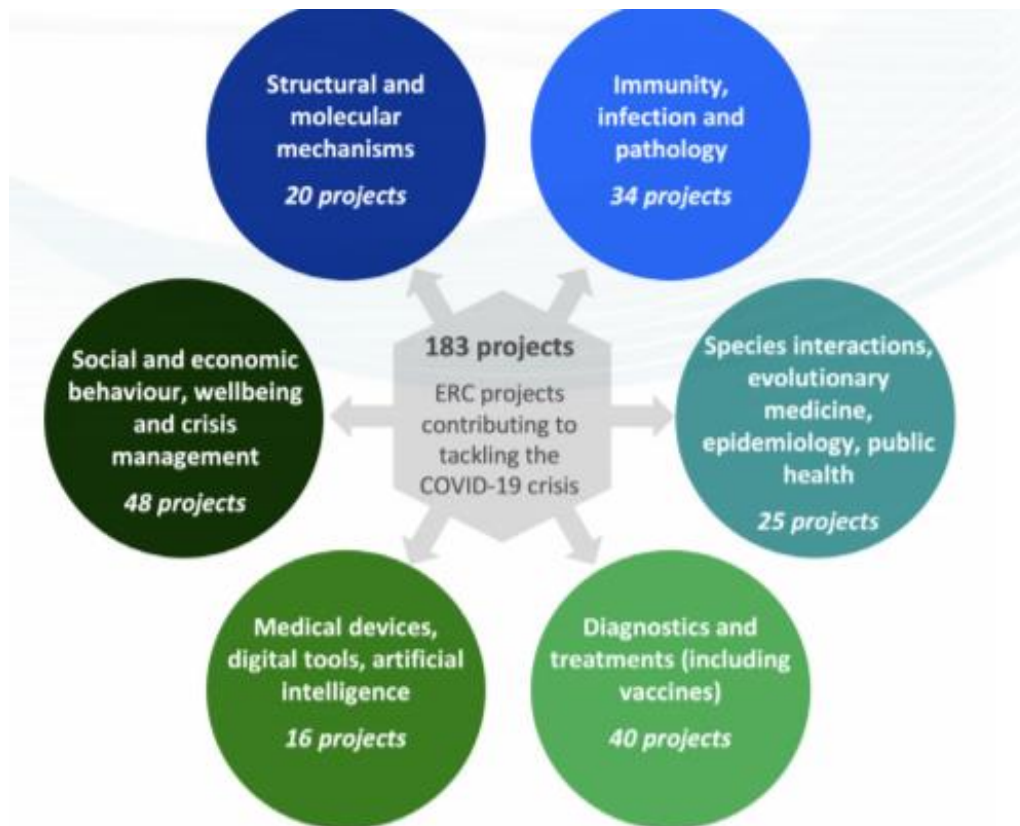 Structural and
molecular
mechanisms
20 projects
Immunity,
infection and
pathology
34 projects
Social and economic
behaviour, wellbeing
and crisis
management
48 projects
183 projects
ERC projects
contributing to
tackling the
COVID-19 crisis
Species interactions,
evolutionary
medicine,
epidemiology, public
health
25 projects
Medical devices,
digital tools, artificial
intelligence
16 projects
Diagnostics and
treatments (including
vaccines)
40 projects